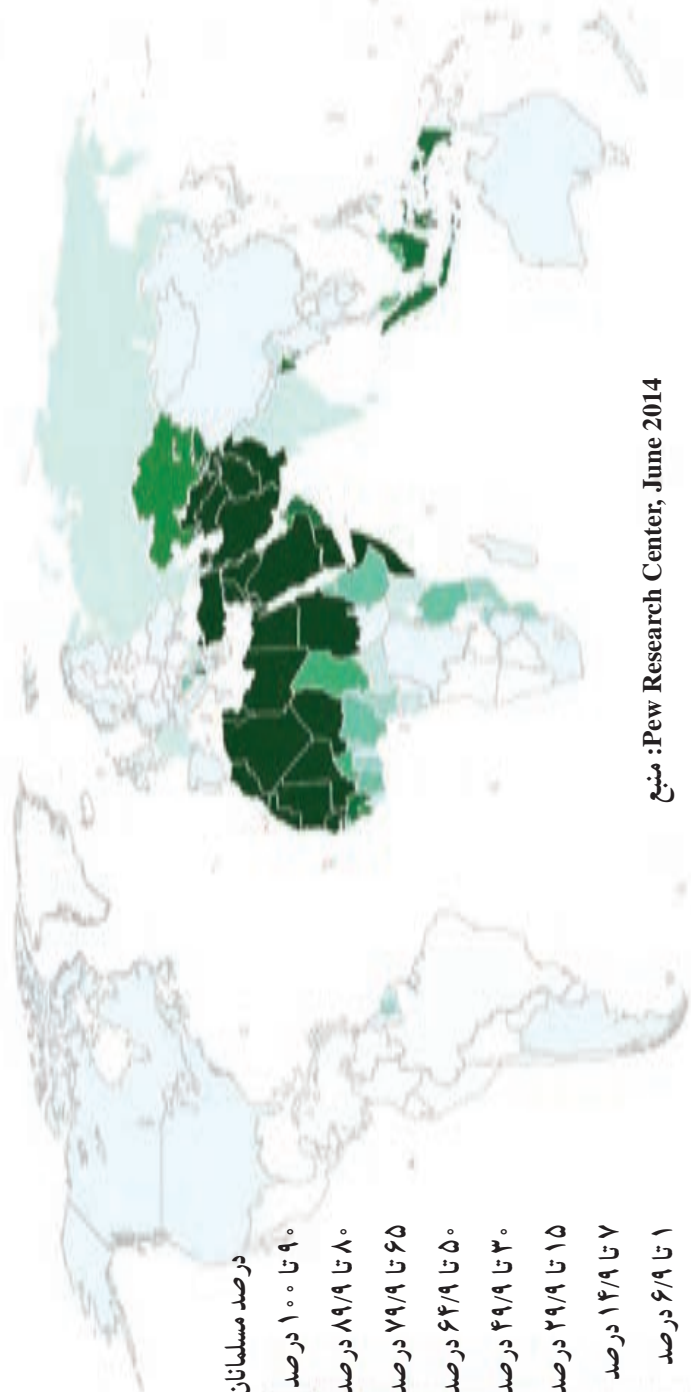 درصد مسلمانان
۹۰ تا ۱۰۰ درصد
۸۰ تا ۸۹/۹ درصد
۶۵ تا ۷۹/۹ درصد
۵۰ تا ۶۴/۹ درصد
۳۰ تا ۴۹/۹ درصد
۱۵ تا ۲۹/۹ درصد
۷ تا ۱۴/۹ درصد
۱ تا ۶/۹ درصد
منبع :Pew Research Center, June 2014